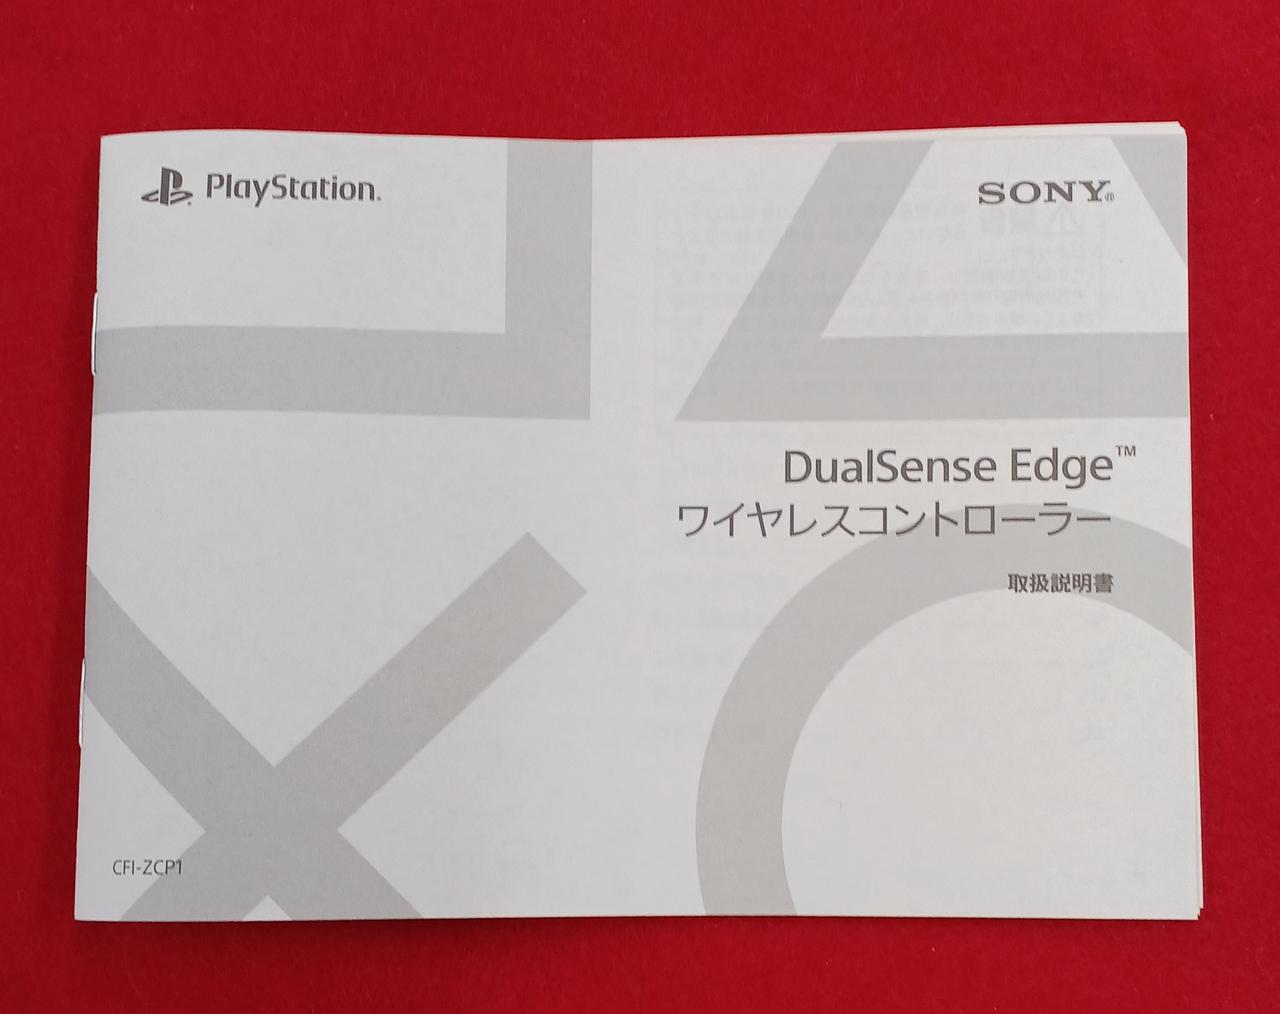 PlayStation®
SONY®
DualSense Edge™
ワイヤレスコントローラー
取扱説明書
CFI-ZCP1